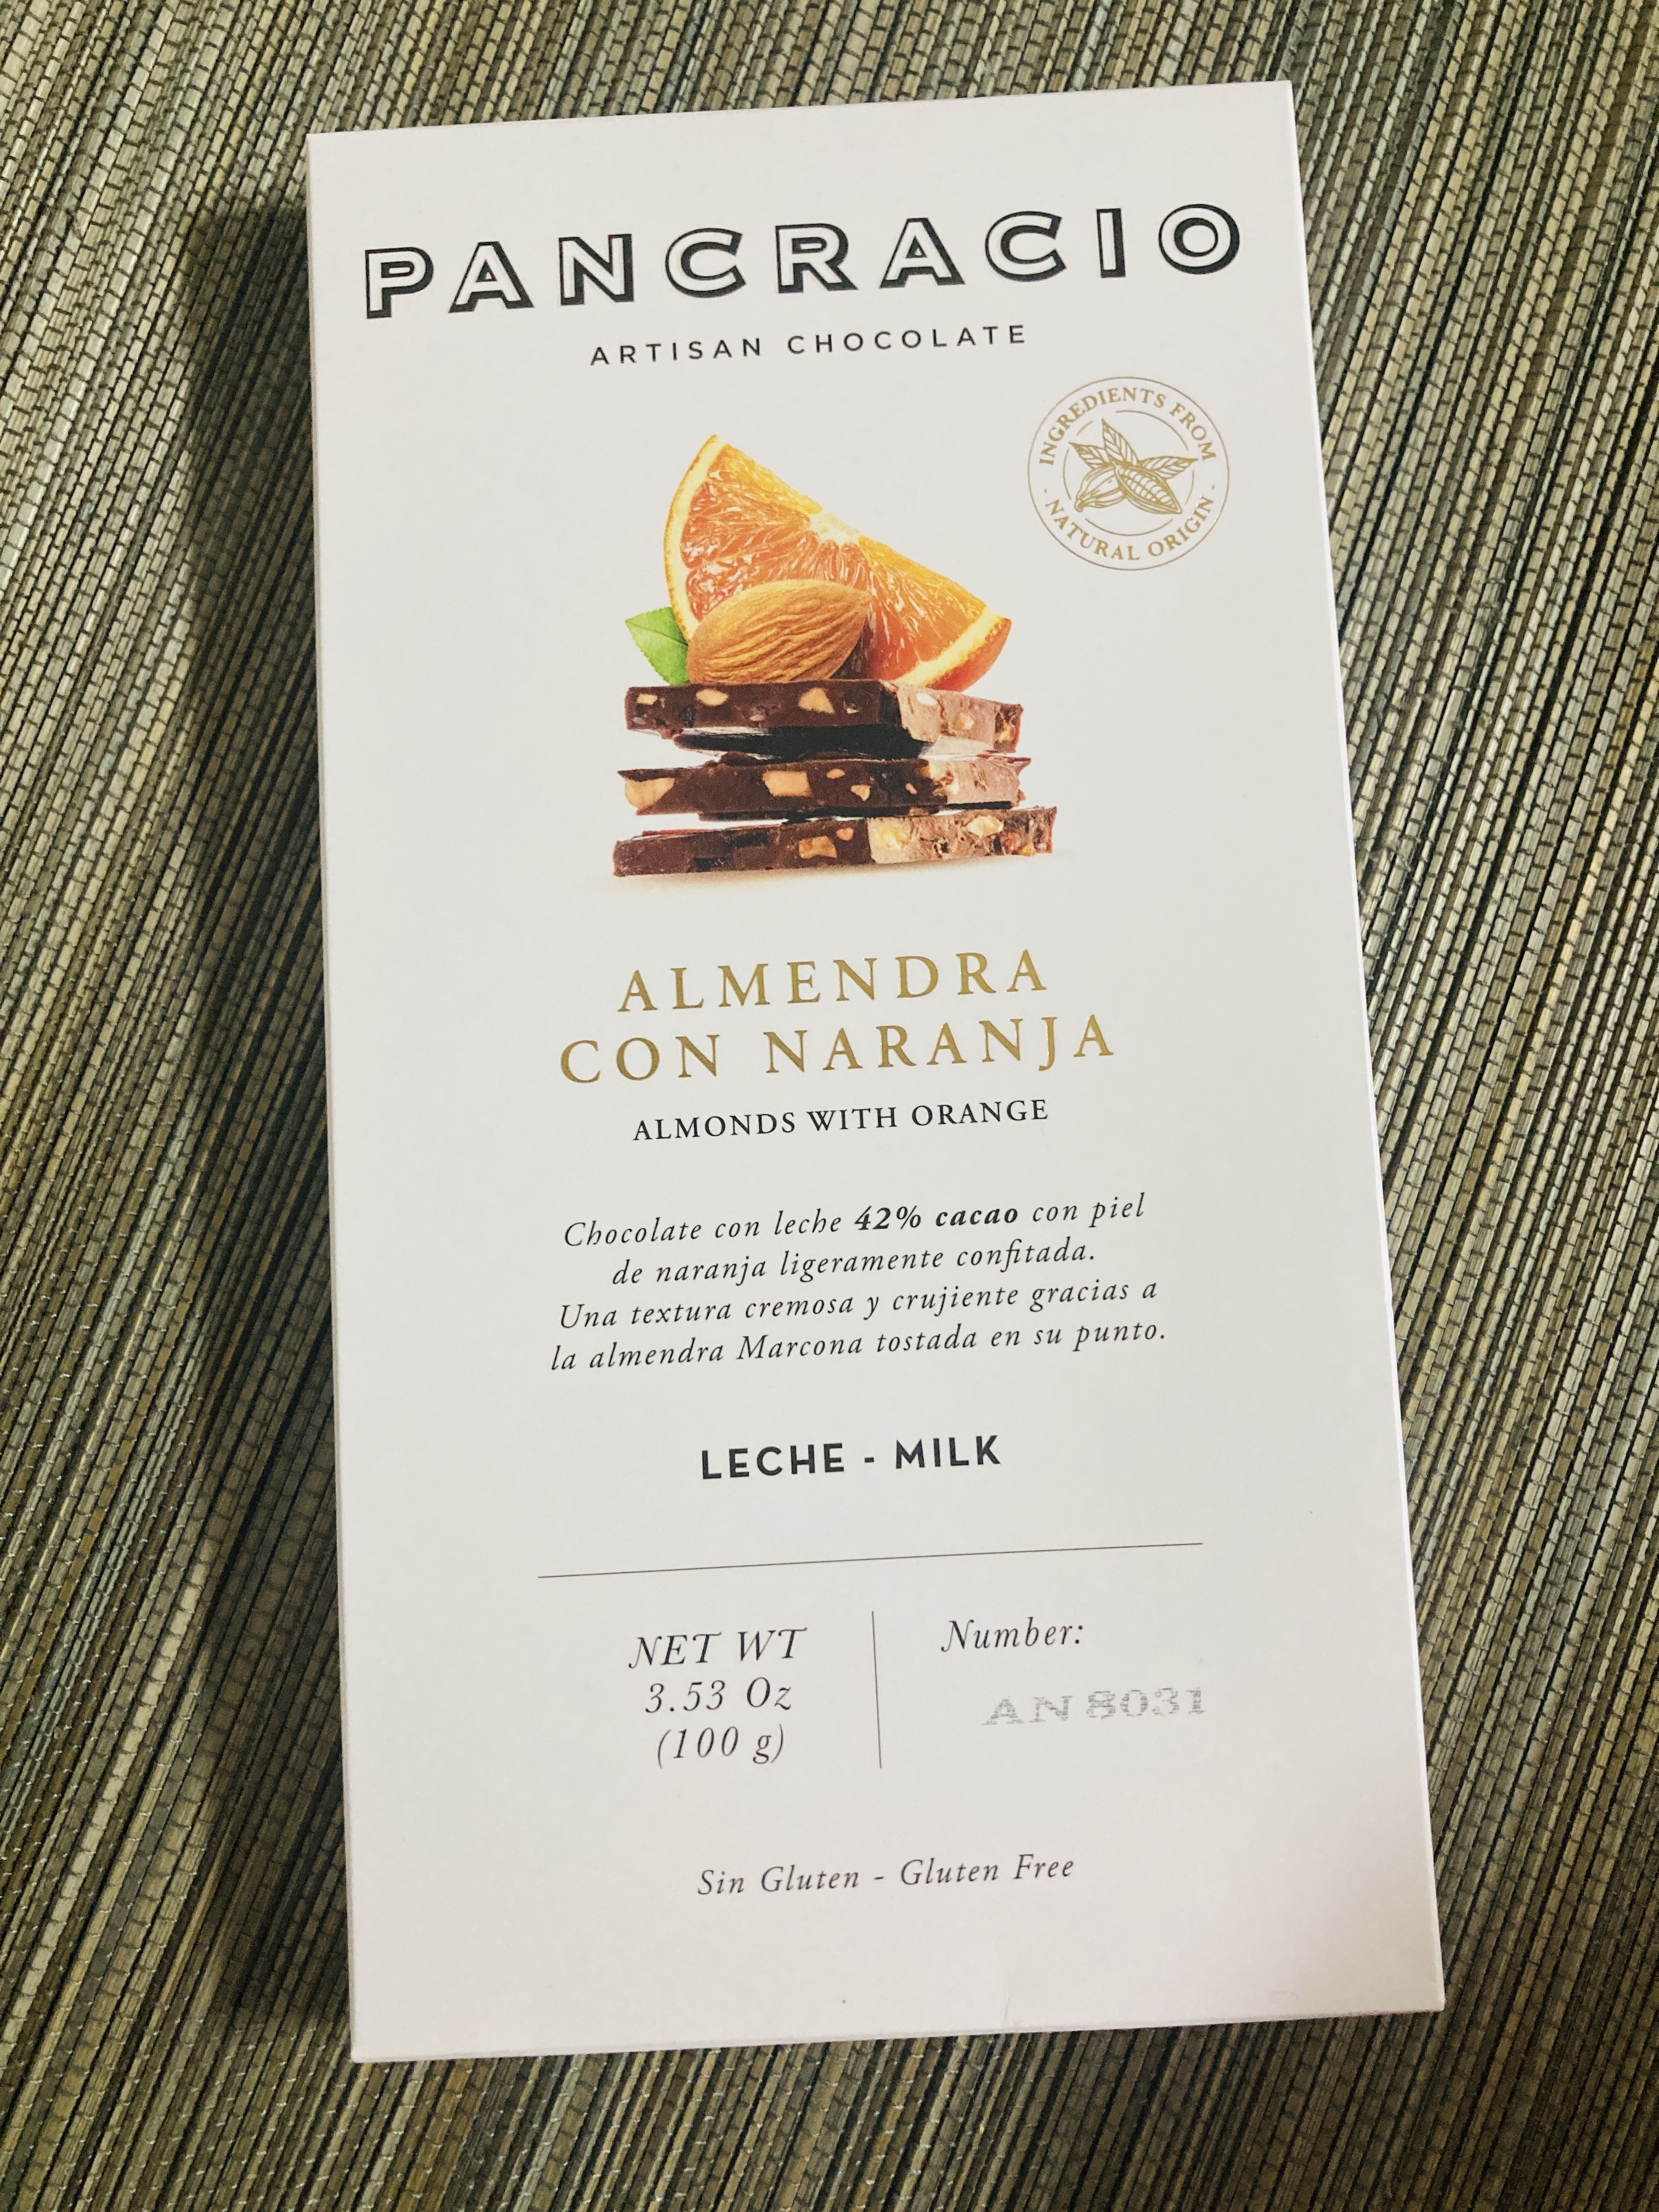 PANCRACIO
ARTISAN CHOCOLATE
INGREDIENTS FROM
- NATURAL ORIGIN -
ALMENDRA
CON NARANJA
ALMONDS WITH ORANGE
Chocolate con leche 42% cacao con piel
de naranja ligeramente confitada.
Una textura cremosa y crujiente gracias a
la almendra Marcona tostada en su punto.
LECHE - MILK
NET WT
3.53 Oz
(100 g)
Number:
AN 8031
Sin Gluten - Gluten Free